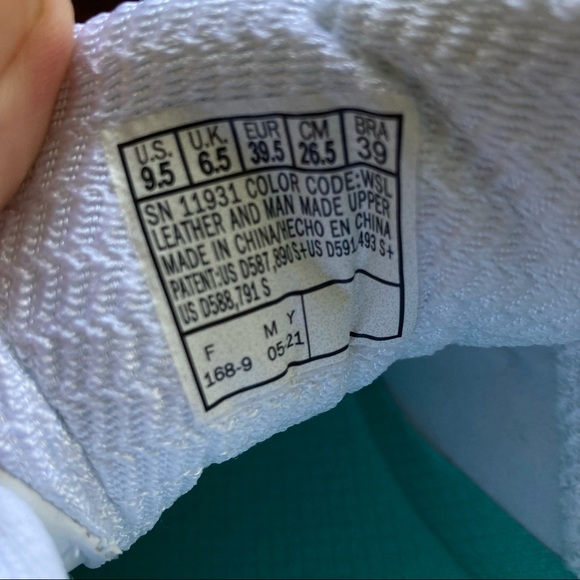 U.S. U.K. EUR CM BRA
9.5 6.5 39.5 26.5 39
SN 11931 COLOR CODE:WSL
LEATHER AND MAN MADE UPPER
MADE IN CHINA/HECHO EN CHINA
PATENT:US D587,890S+US D591,493 S+
US D588,791 S
F M Y
168-9 05 21